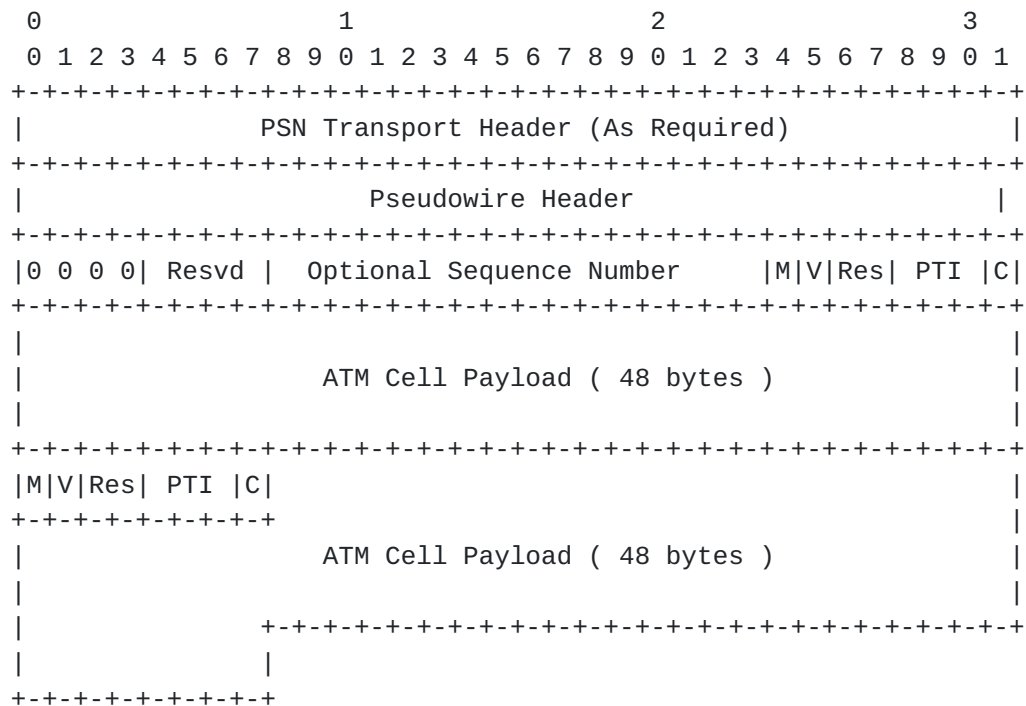 0                   1                   2                   3
 0 1 2 3 4 5 6 7 8 9 0 1 2 3 4 5 6 7 8 9 0 1 2 3 4 5 6 7 8 9 0 1
+-+-+-+-+-+-+-+-+-+-+-+-+-+-+-+-+-+-+-+-+-+-+-+-+-+-+-+-+-+-+-+-+
|               PSN Transport Header (As Required)              |
+-+-+-+-+-+-+-+-+-+-+-+-+-+-+-+-+-+-+-+-+-+-+-+-+-+-+-+-+-+-+-+-+
|                      Pseudowire Header                       |
+-+-+-+-+-+-+-+-+-+-+-+-+-+-+-+-+-+-+-+-+-+-+-+-+-+-+-+-+-+-+-+-+
|0 0 0 0| Resvd |  Optional Sequence Number     |M|V|Res| PTI |C|
+-+-+-+-+-+-+-+-+-+-+-+-+-+-+-+-+-+-+-+-+-+-+-+-+-+-+-+-+-+-+-+-+
|                                                               |
|                   ATM Cell Payload ( 48 bytes )               |
|                                                               |
+-+-+-+-+-+-+-+-+-+-+-+-+-+-+-+-+-+-+-+-+-+-+-+-+-+-+-+-+-+-+-+-+
|M|V|Res| PTI |C|                                               |
+-+-+-+-+-+-+-+-+                                               |
|                   ATM Cell Payload ( 48 bytes )               |
|                                                               |
|               +-+-+-+-+-+-+-+-+-+-+-+-+-+-+-+-+-+-+-+-+-+-+-+-+
|               |
+-+-+-+-+-+-+-+-+